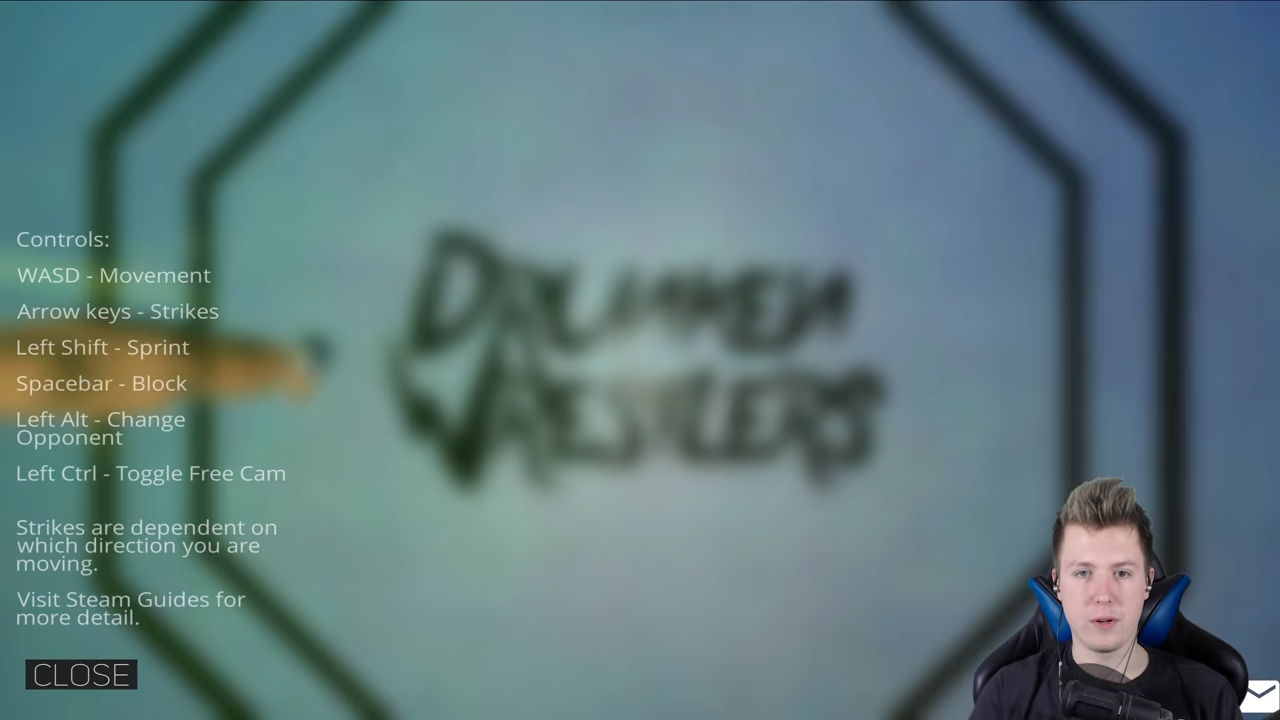 Controls:
WASD - Movement
Arrow keys - Strikes
Left Shift - Sprint
Spacebar - Block
Left Alt - Change
Opponent
Left Ctrl - Toggle Free Cam
Strikes are dependent on
which direction you are
moving.
Visit Steam Guides for
more detail.
CLOSE